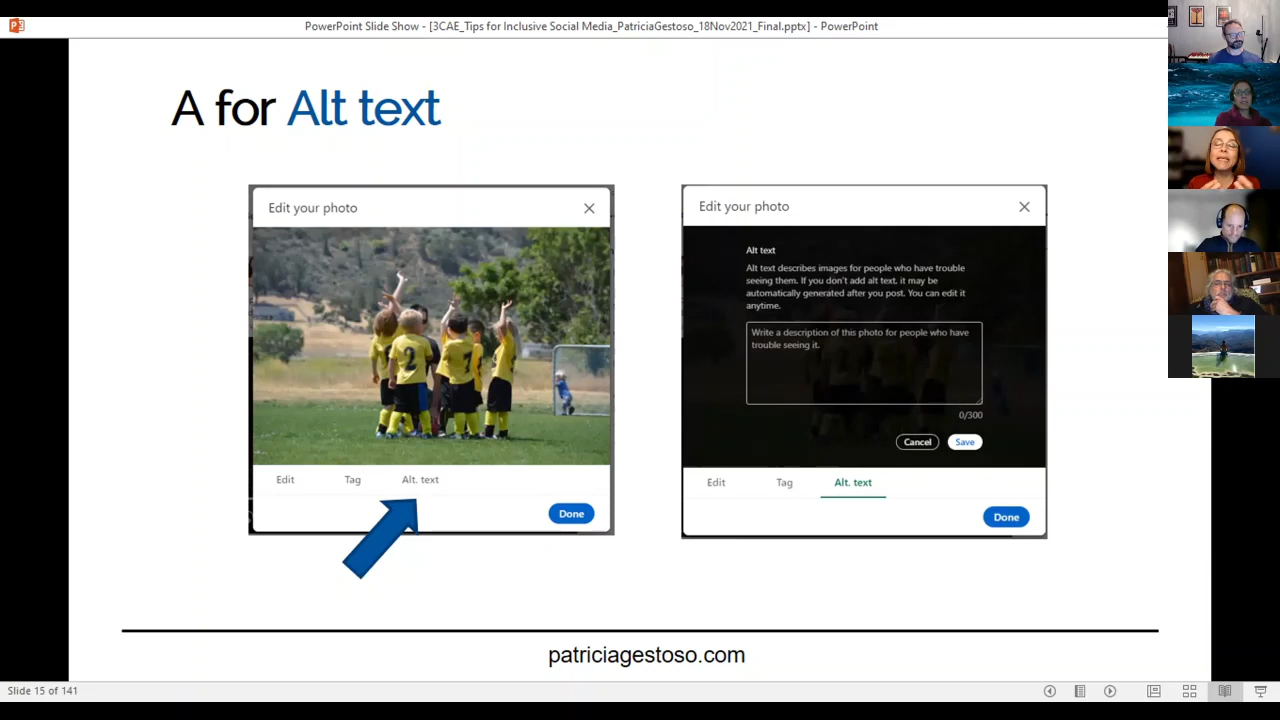 PowerPoint Slide Show - [3CAE_Tips for Inclusive Social Media_PatriciaGestoso_18Nov2021_Final.pptx] - PowerPoint
A for Alt text
Edit your photo
2
7
Edit
Tag
Alt. text
Done
Edit your photo
Alt text
Alt text describes images for people who have trouble
seeing them. If you don't add alt text, it may be
automatically generated after you post. You can edit it
anytime.
Write a description of this photo for people who have
trouble seeing it.
0/300
Cancel
Save
Edit
Tag
Alt. text
Done
patriciagestoso.com
Slide 15 of 141